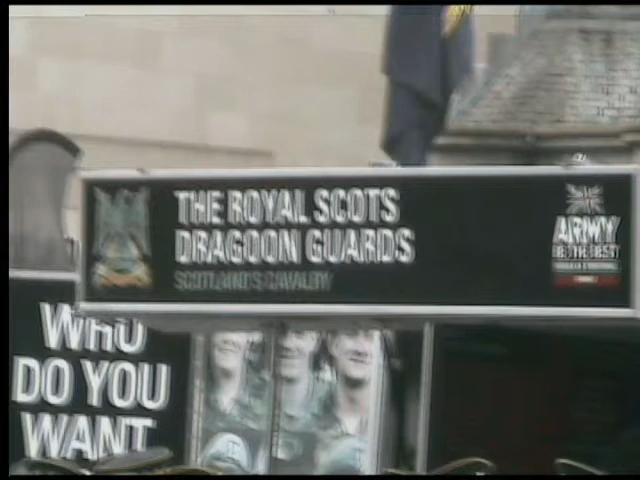 THE ROYAL SCOTS
DRAGOON GUARDS
SCOTLAND'S CAVALRY
ARMY
BE THE BEST
WHO
DO YOU
WANT